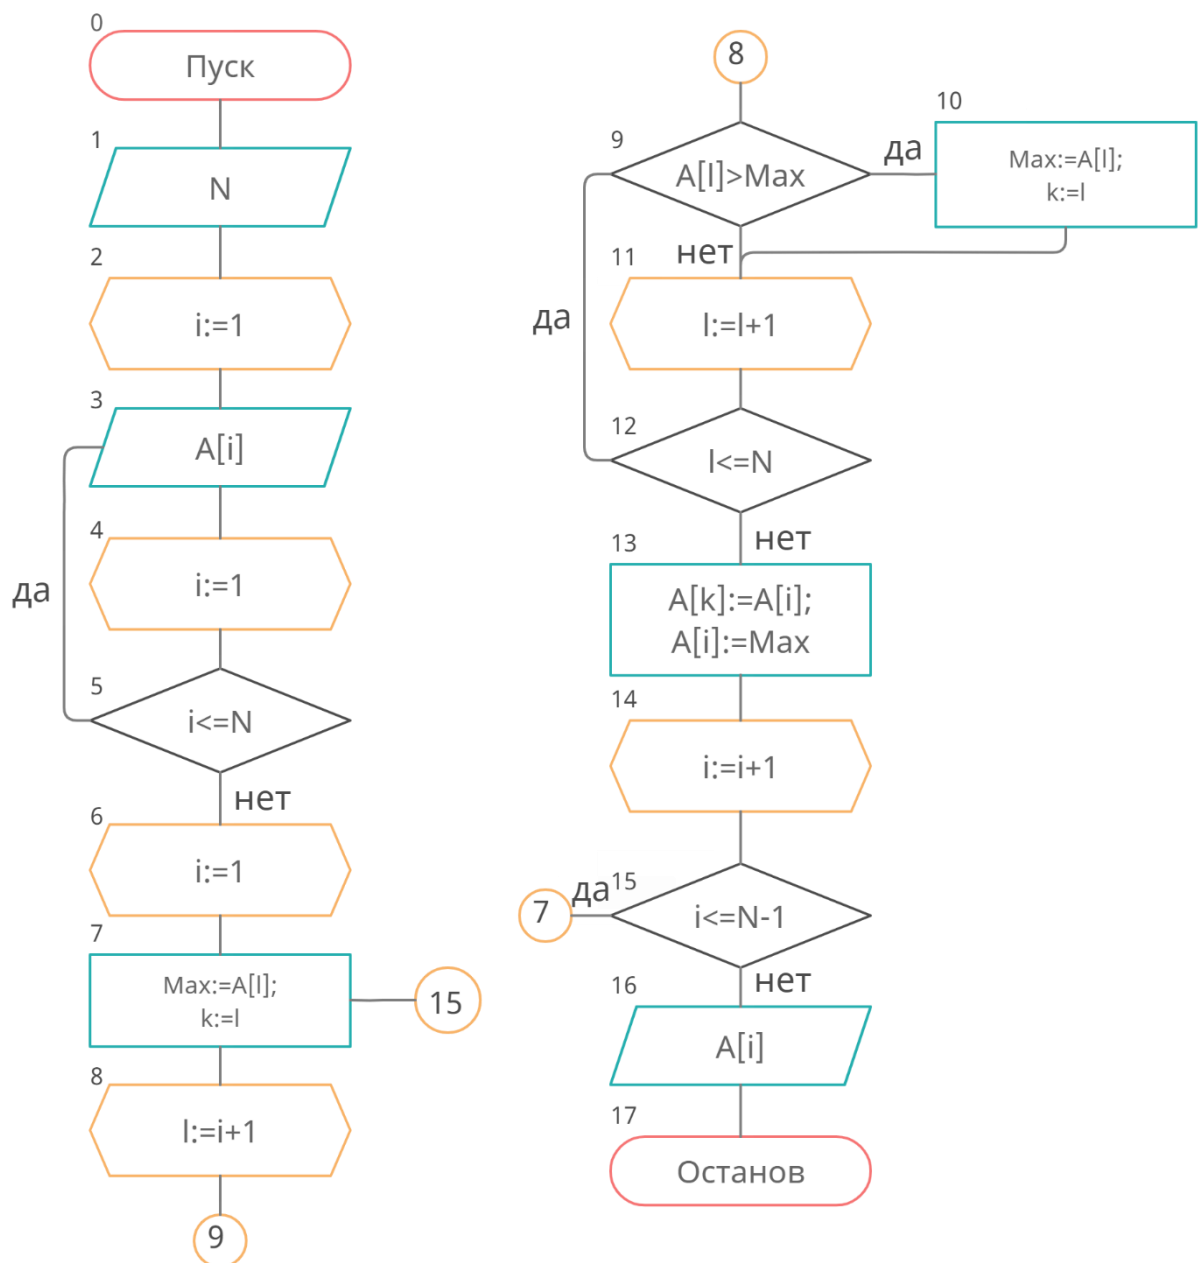 0
Пуск
1
N
2
i:=1
3
A[i]
4
i:=1
да
5
i<=N
нет
6
i:=1
7
Max:=A[l];
k:=l
15
8
l:=i+1
9
8
9
A[l]>Max
да
10
Max:=A[l];
k:=l
нет
11
l:=l+1
да
12
l<=N
нет
13
A[k]:=A[i];
A[i]:=Max
14
i:=i+1
15
i<=N-1
да
7
нет
16
A[i]
17
Останов